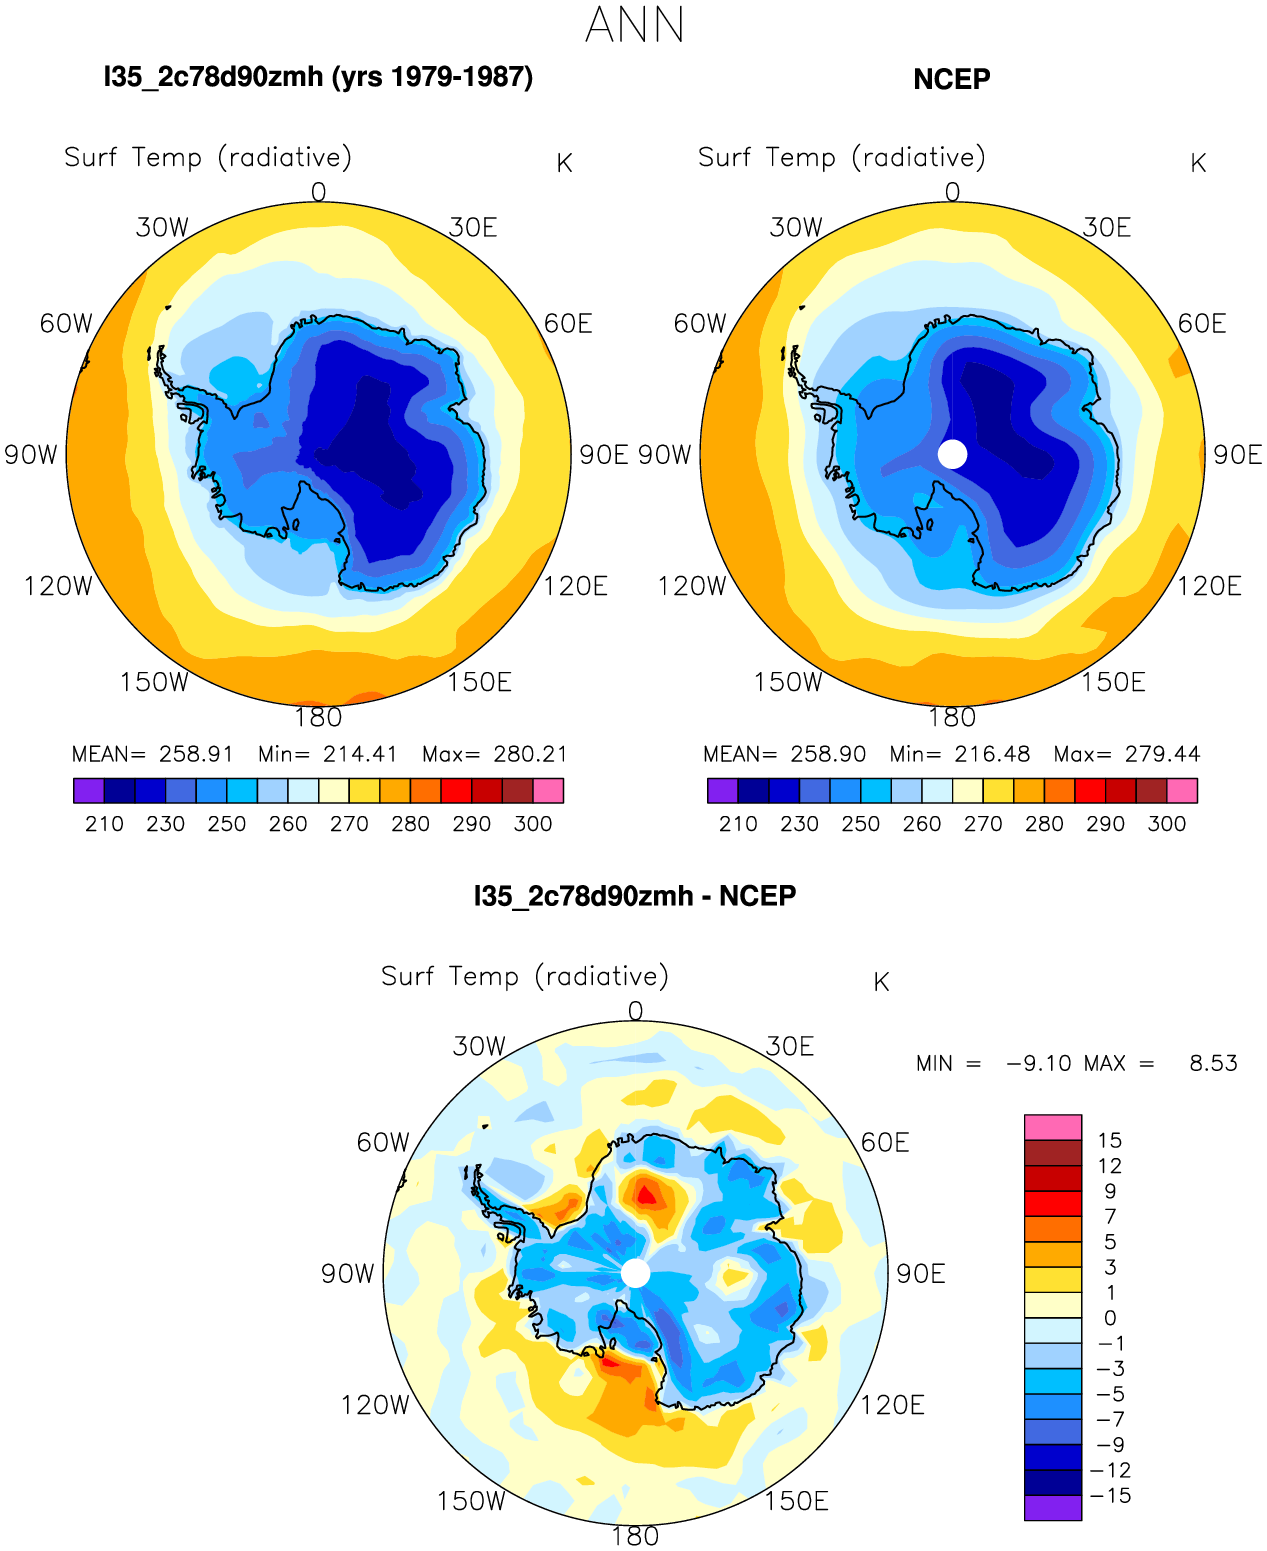 ANN
l35_2c78d90zmh (yrs 1979-1987)
NCEP
Surf Temp (radiative) K
Surf Temp (radiative) K
0
30W 30E
60W 60E
90W 90E
120W 120E
150W 150E
180
0
30W 30E
60W 60E
90W 90E
120W 120E
150W 150E
180
MEAN= 258.91 Min= 214.41 Max= 280.21
MEAN= 258.90 Min= 216.48 Max= 279.44
210 230 250 260 270 280 290 300
210 230 250 260 270 280 290 300
l35_2c78d90zmh - NCEP
Surf Temp (radiative) K
0
30W 30E
60W 60E
90W 90E
120W 120E
150W 150E
180
MIN = -9.10 MAX = 8.53
15
12
9
7
5
3
1
0
-1
-3
-5
-7
-9
-12
-15